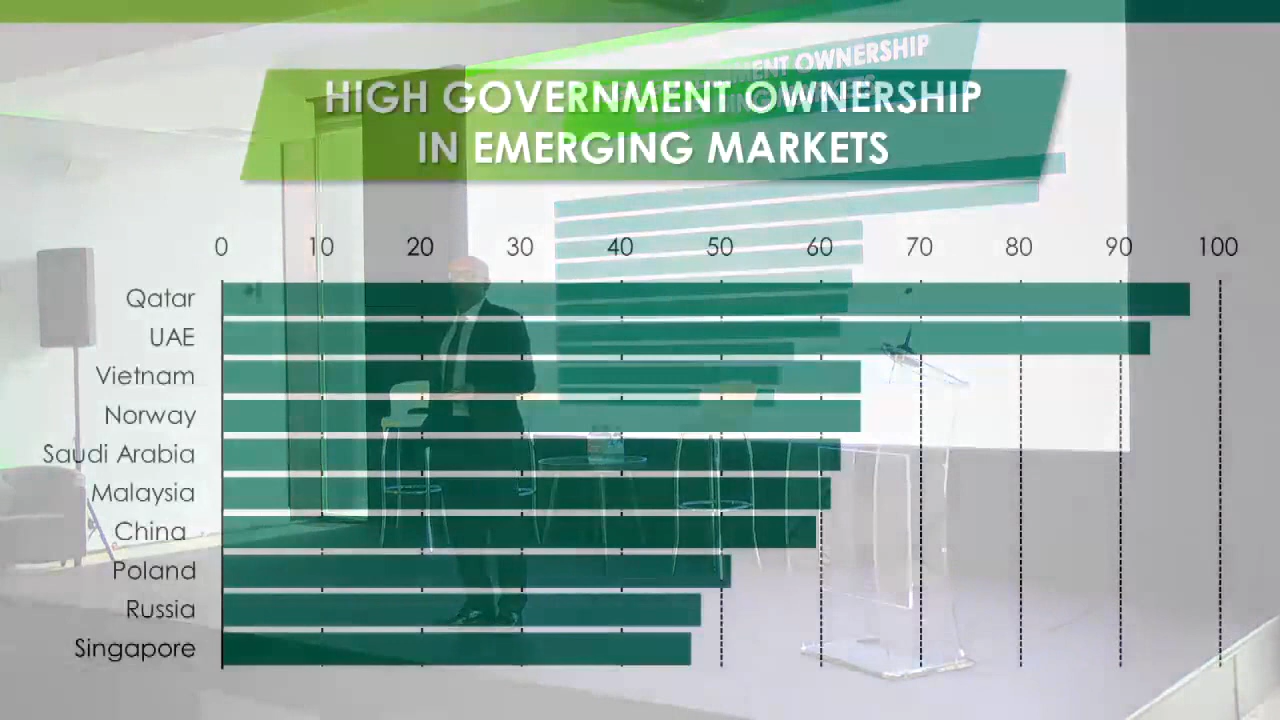 HIGH GOVERNMENT OWNERSHIP
IN EMERGING MARKETS
0 10 20 30 40 50 60 70 80 90 100
Qatar
UAE
Vietnam
Norway
Saudi Arabia
Malaysia
China
Poland
Russia
Singapore
OWNERSHIP